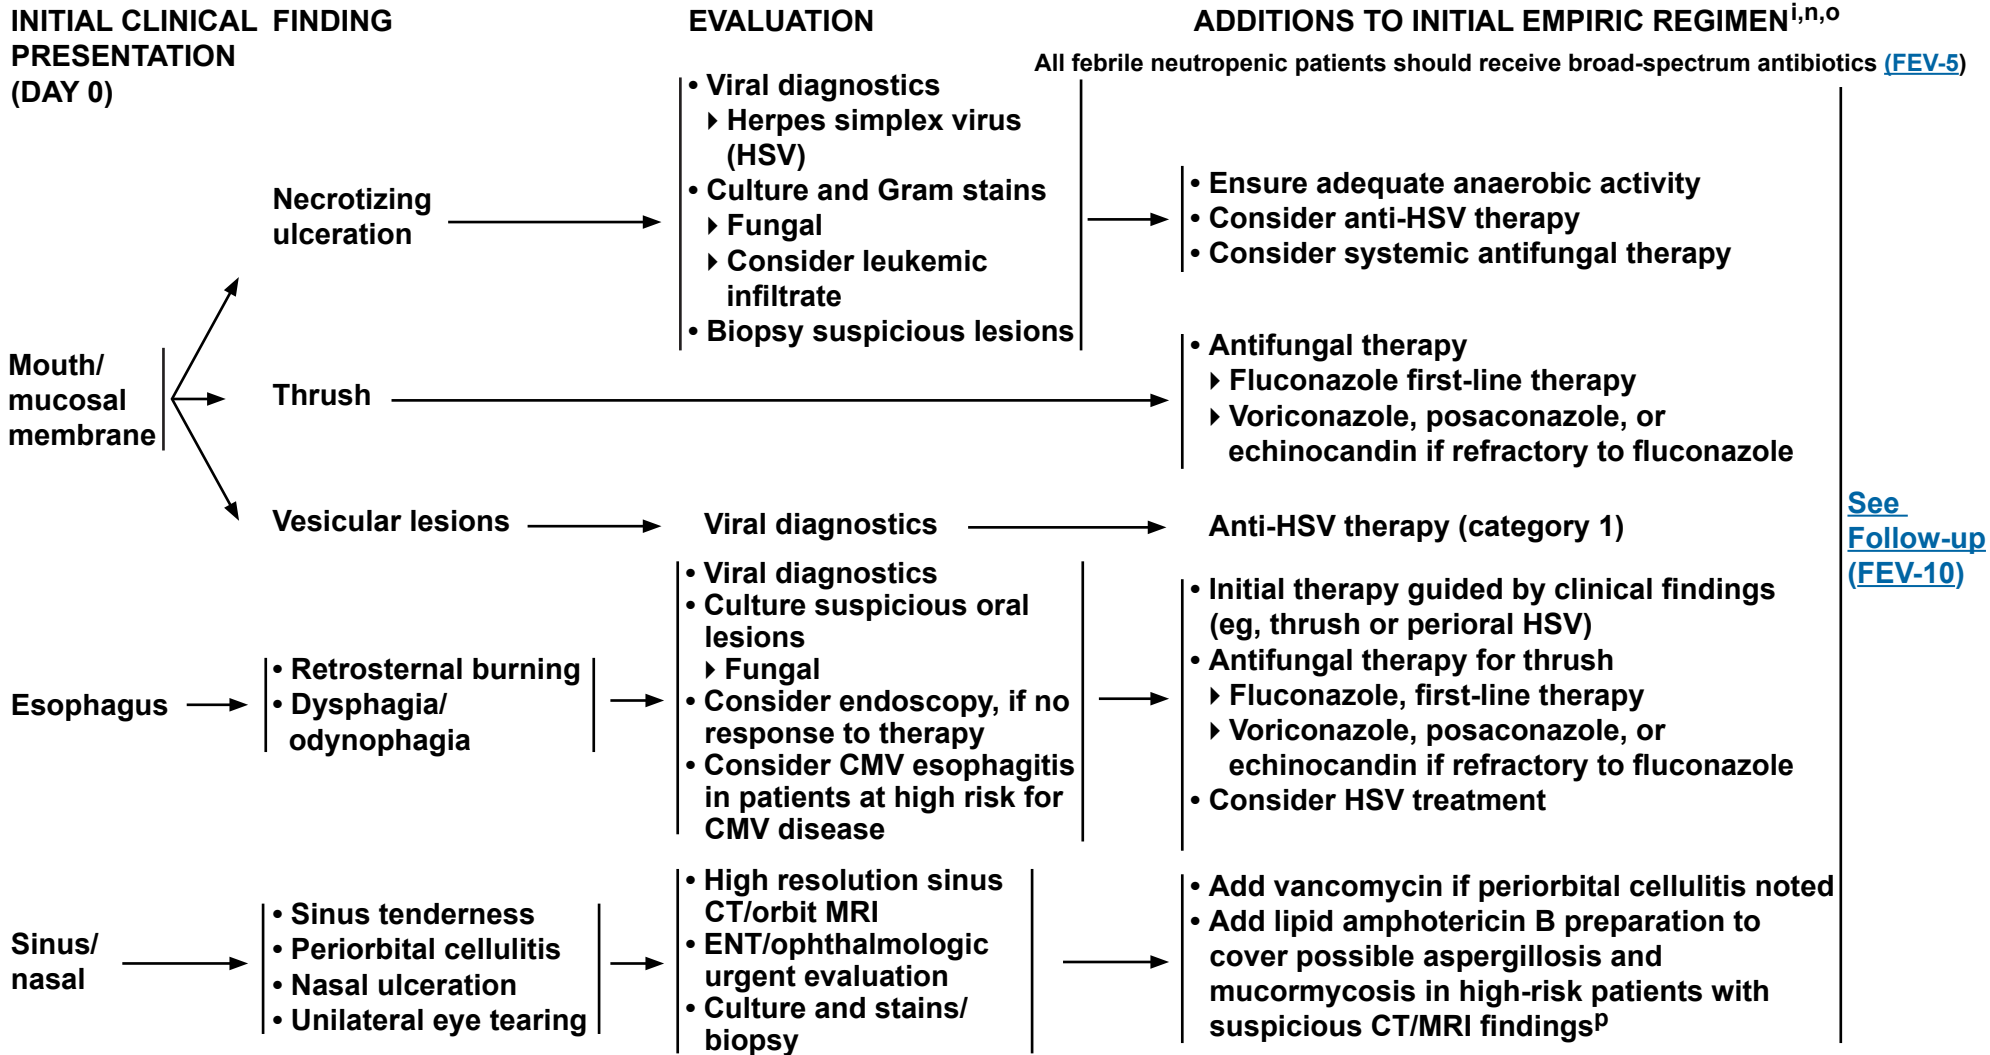 INITIAL CLINICAL
PRESENTATION
(DAY 0)
FINDING
EVALUATION
ADDITIONS TO INITIAL EMPIRIC REGIMENi,n,o
All febrile neutropenic patients should receive broad-spectrum antibiotics (FEV-5)
Mouth/
mucosal
membrane
Necrotizing
ulceration
• Viral diagnostics
▸ Herpes simplex virus
(HSV)
• Culture and Gram stains
▸ Fungal
▸ Consider leukemic
infiltrate
• Biopsy suspicious lesions
• Ensure adequate anaerobic activity
• Consider anti-HSV therapy
• Consider systemic antifungal therapy
Thrush
• Antifungal therapy
▸ Fluconazole first-line therapy
▸ Voriconazole, posaconazole, or
echinocandin if refractory to fluconazole
Vesicular lesions
Viral diagnostics
Anti-HSV therapy (category 1)
Esophagus
• Retrosternal burning
• Dysphagia/
odynophagia
• Viral diagnostics
• Culture suspicious oral
lesions
▸ Fungal
• Consider endoscopy, if no
response to therapy
• Consider CMV esophagitis
in patients at high risk for
CMV disease
• Initial therapy guided by clinical findings
(eg, thrush or perioral HSV)
• Antifungal therapy for thrush
▸ Fluconazole, first-line therapy
▸ Voriconazole, posaconazole, or
echinocandin if refractory to fluconazole
• Consider HSV treatment
Sinus/
nasal
• Sinus tenderness
• Periorbital cellulitis
• Nasal ulceration
• Unilateral eye tearing
• High resolution sinus
CT/orbit MRI
• ENT/ophthalmologic
urgent evaluation
• Culture and stains/
biopsy
• Add vancomycin if periorbital cellulitis noted
• Add lipid amphotericin B preparation to
cover possible aspergillosis and
mucormycosis in high-risk patients with
suspicious CT/MRI findingsp
See
Follow-up
(FEV-10)